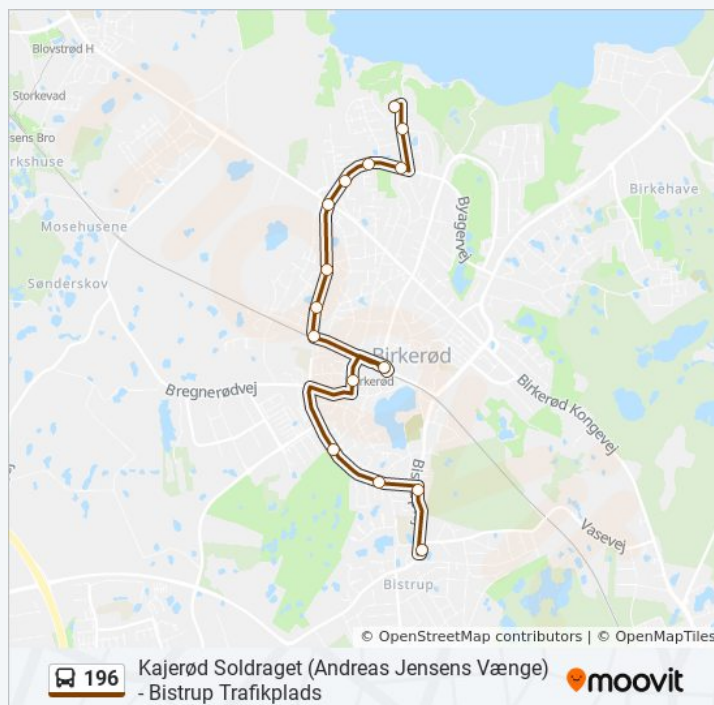 Blovstrød H
Storkevad
sens Bro
rkshuse
Mosehusene
Sønderskov
Birkehave
Byagervej
Birkerød
rkerød
Bregnerødvej
Birkerød Kongevej
Vasevej
Bistrup
© OpenStreetMap contributors | © OpenMapTiles
196
Kajerød Soldraget (Andreas Jensens Vænge)
- Bistrup Trafikplads
moovit